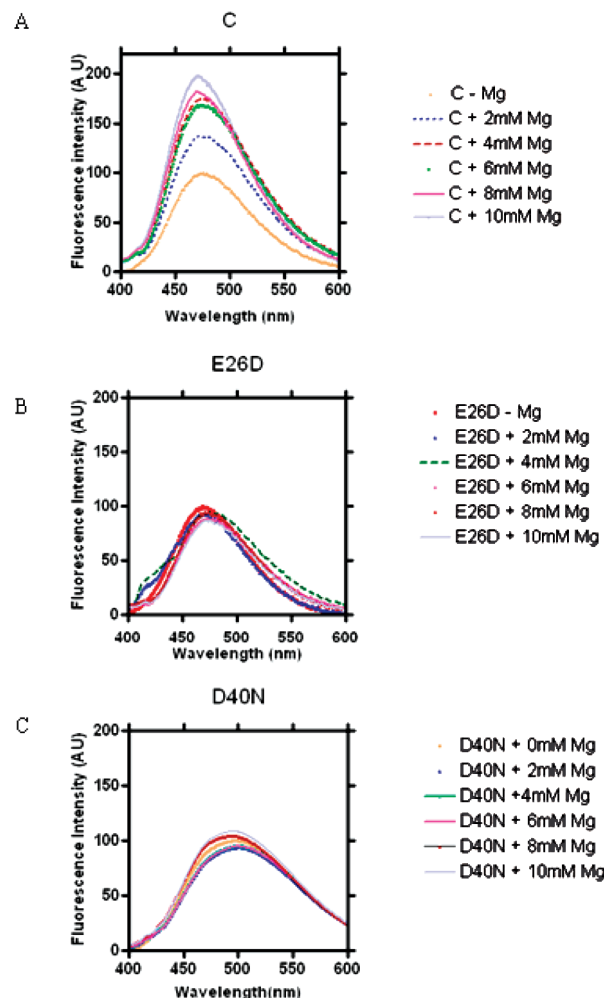 A
C
Fluorescence intensity (A U)
200
150
100
50
0
400 450 500 550 600
Wavelength (nm)
C - Mg
C + 2mM Mg
C + 4mM Mg
C + 6mM Mg
C + 8mM Mg
C + 10mM Mg
B
E26D
Fluorescence Intensity (AU)
200
150
100
50
0
400 450 500 550 600
Wavelength(nm)
E26D - Mg
E26D + 2mM Mg
E26D + 4mM Mg
E26D + 6mM Mg
E26D + 8mM Mg
E26D + 10mM Mg
C
D40N
Fluorescence Intensity (AU)
200
150
100
50
0
400 450 500 550 600
Wavelength(nm)
D40N + 0mM Mg
D40N + 2mM Mg
D40N +4mM Mg
D40N + 6mM Mg
D40N + 8mM Mg
D40N + 10mM Mg